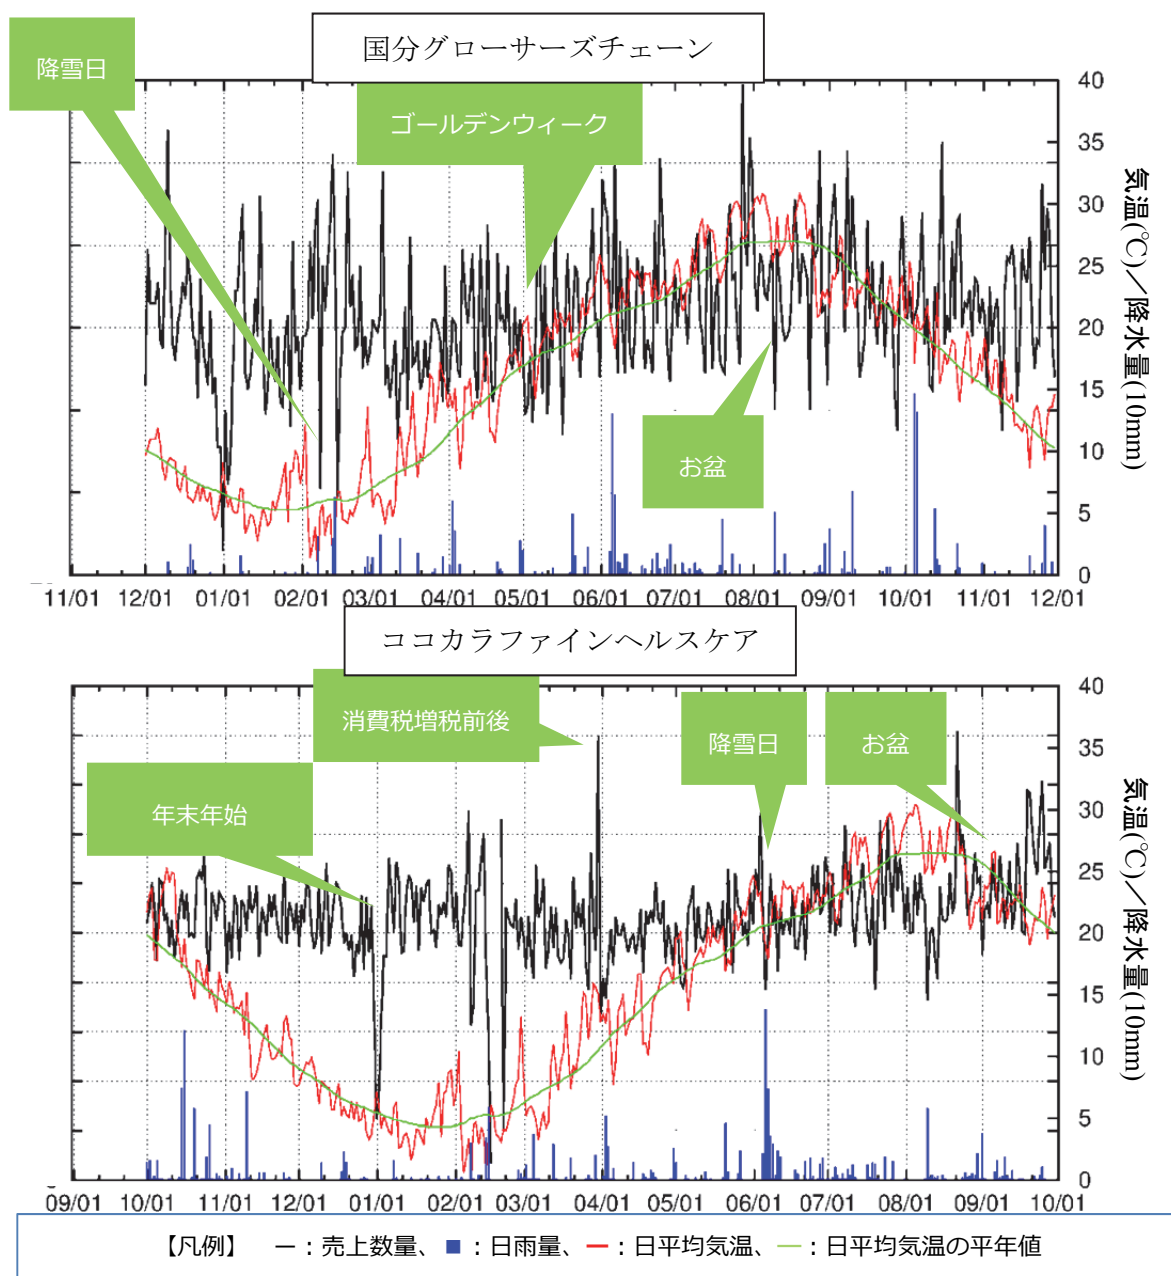 国分グローサーズチェーン
降雪日
ゴールデンウィーク
お盆
40
35
30
25
20
15
10
5
0
気温(℃)／降水量(10mm)
11/01 12/01 01/01 02/01 03/01 04/01 05/01 06/01 07/01 08/01 09/01 10/01 11/01 12/01
ココカラファインヘルスケア
消費税増税前後
降雪日
お盆
年末年始
40
35
30
25
20
15
10
5
0
気温(℃)／降水量(10mm)
09/01 10/01 11/01 12/01 01/01 02/01 03/01 04/01 05/01 06/01 07/01 08/01 09/01 10/01
【凡例】 ー：売上数量、■：日雨量、ー：日平均気温、ー：日平均気温の平年値